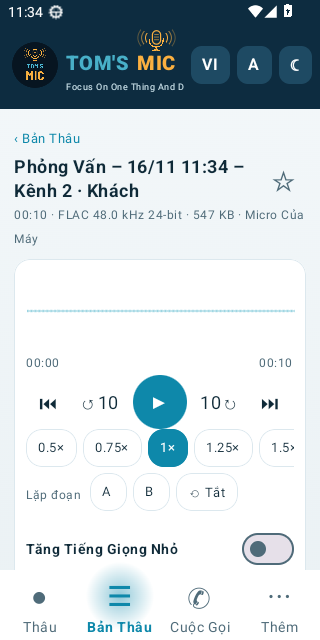 11:34
TOM'S MIC
TOM'S MIC
Focus On One Thing And D
VI
A
‹ Bản Thâu
Phỏng Vấn – 16/11 11:34 –
Kênh 2 · Khách
00:10 · FLAC 48.0 kHz 24-bit · 547 KB · Micro Của
Máy
00:00
00:10
10
10
0.5×
0.75×
1×
1.25×
1.5×
Lặp đoạn
A
B
Tắt
Tăng Tiếng Giọng Nhỏ
Thâu
Bản Thâu
Cuộc Gọi
Thêm